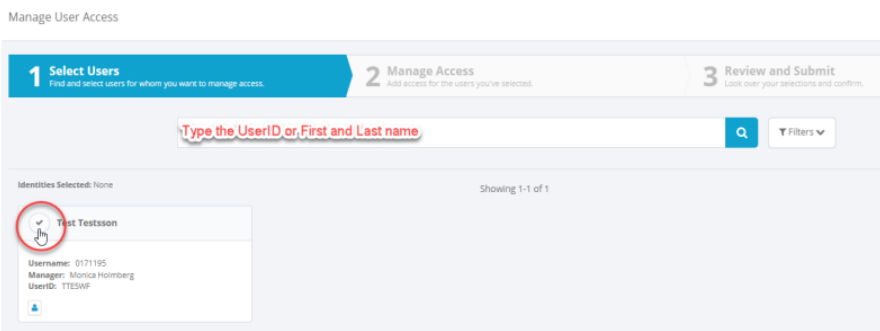 Manage User Access
1 Select Users
Find and select users for whom you want to manage access.
2 Manage Access
Add access for the users you've selected.
3 Review and Submit
Look over your selections and confirm.
Type the UserID or First and Last name
Filters
Identities Selected: None
Showing 1-1 of 1
Test Testsson
Username: 0171195
Manager: Monica Holmberg
UserID: TTESWF